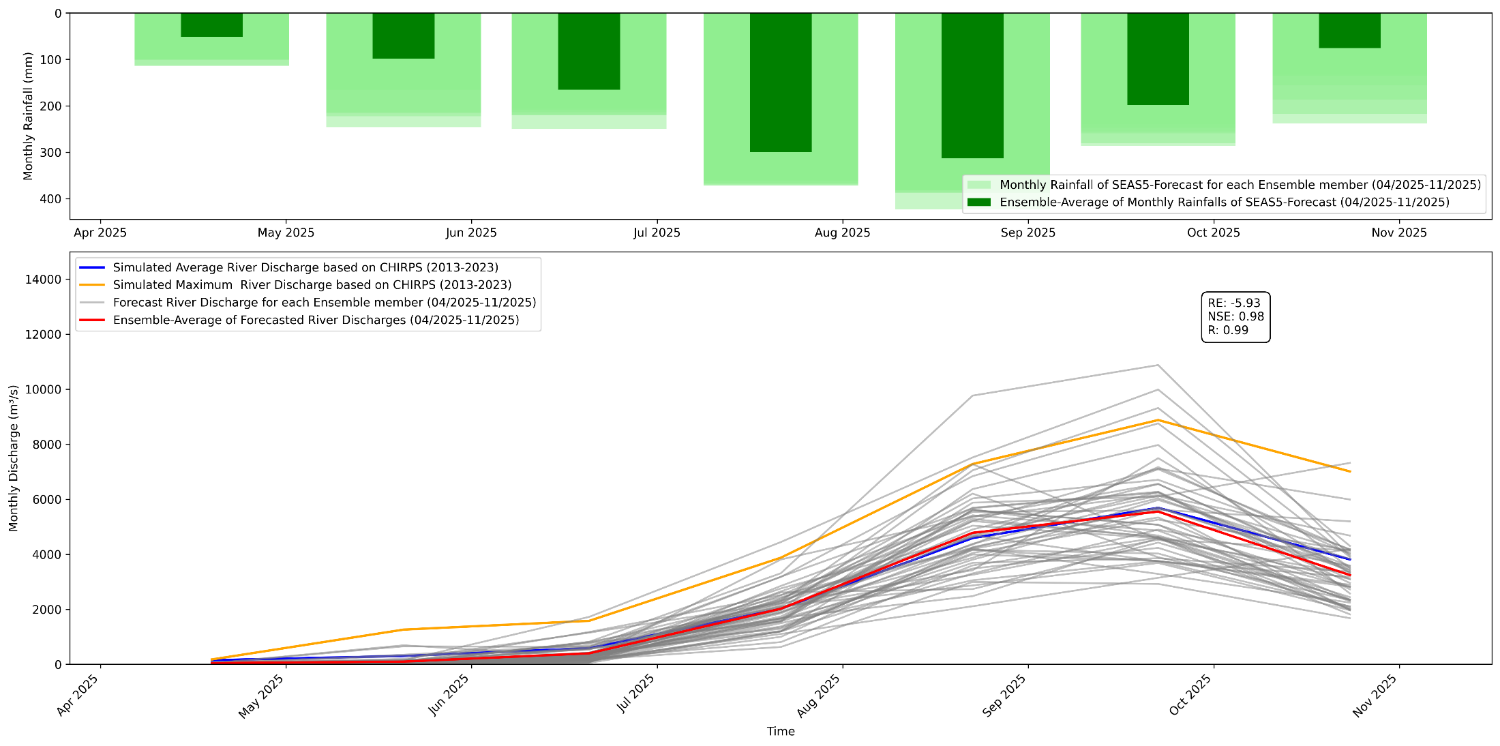 0
100
200
300
400
Monthly Rainfall (mm)
Monthly Rainfall of SEAS5-Forecast for each Ensemble member (04/2025-11/2025)
Ensemble-Average of Monthly Rainfalls of SEAS5-Forecast (04/2025-11/2025)
Apr 2025 May 2025 Jun 2025 Jul 2025 Aug 2025 Sep 2025 Oct 2025 Nov 2025
Simulated Average River Discharge based on CHIRPS (2013-2023)
Simulated Maximum  River Discharge based on CHIRPS (2013-2023)
Forecast River Discharge for each Ensemble member (04/2025-11/2025)
Ensemble-Average of Forecasted River Discharges (04/2025-11/2025)
RE: -5.93
NSE: 0.98
R: 0.99
14000
12000
10000
8000
6000
4000
2000
0
Monthly Discharge (m³/s)
Apr 2025 May 2025 Jun 2025 Jul 2025 Aug 2025 Sep 2025 Oct 2025 Nov 2025
Time